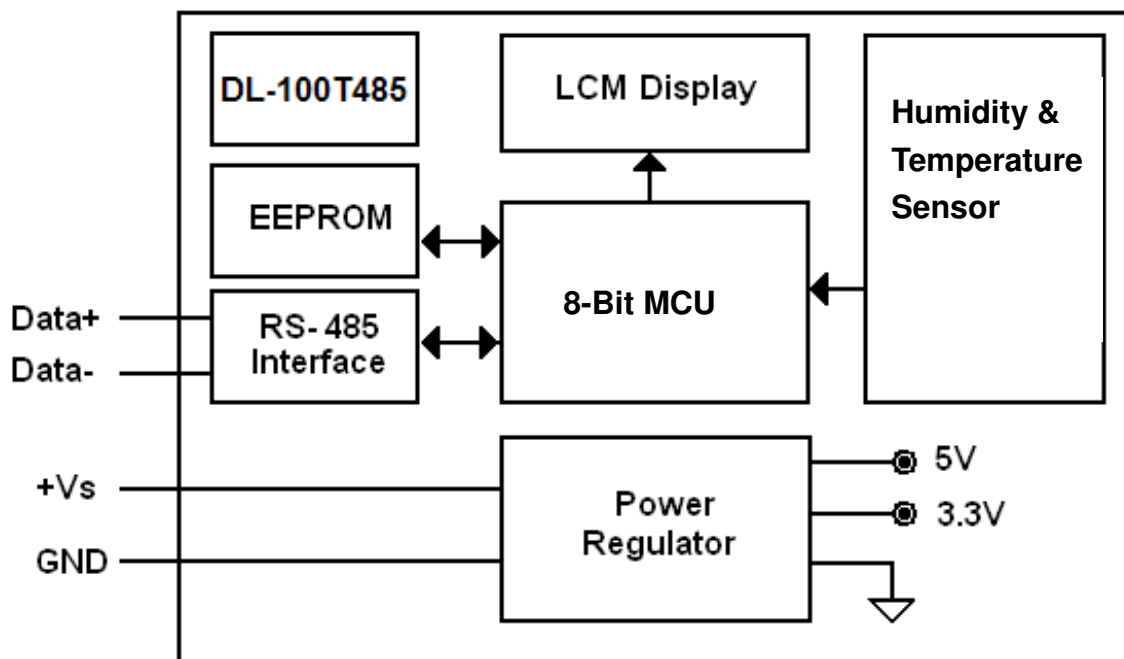 DL-100T485
LCM Display
Humidity &
Temperature
Sensor
EEPROM
8-Bit MCU
Data+
Data-
RS-485
Interface
+Vs
GND
Power
Regulator
5V
3.3V